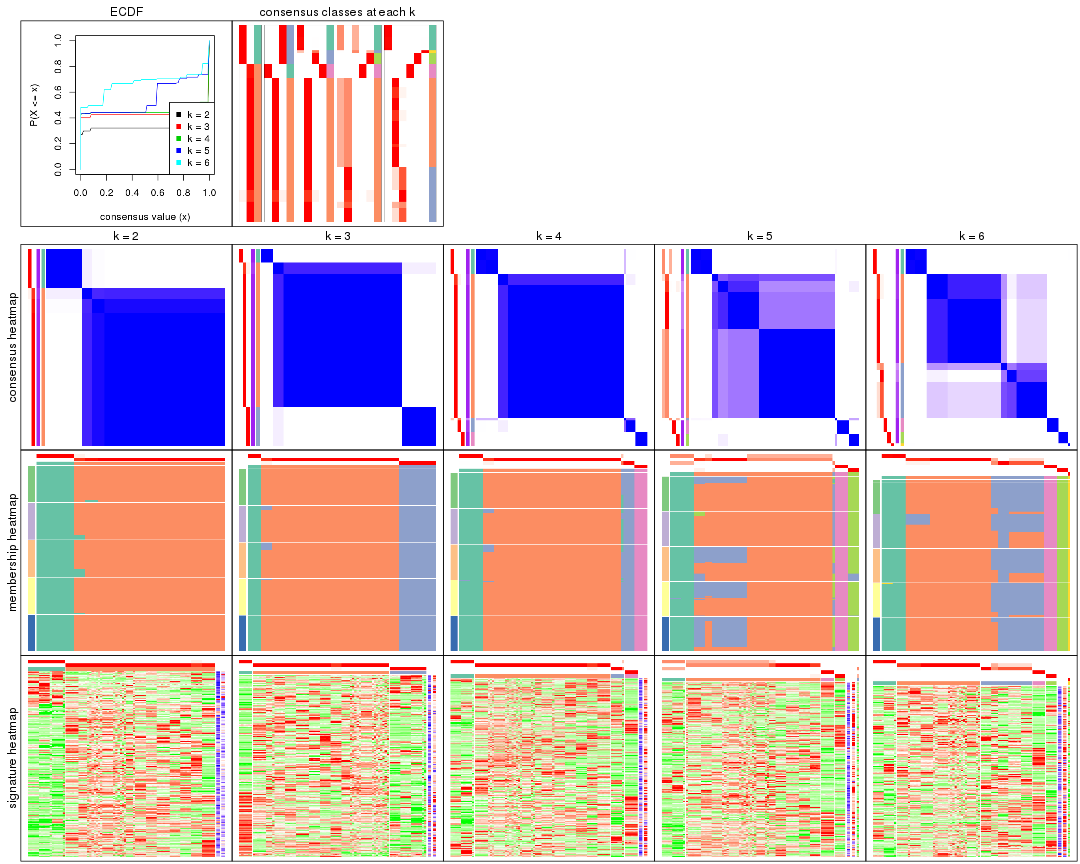 ECDF
consensus classes at each k
P(X <= x)
0.0 0.2 0.4 0.6 0.8 1.0
k = 2
k = 3
k = 4
k = 5
k = 6
0.0 0.2 0.4 0.6 0.8 1.0
consensus value (x)
k = 2
k = 3
k = 4
k = 5
k = 6
consensus heatmap
membership heatmap
signature heatmap